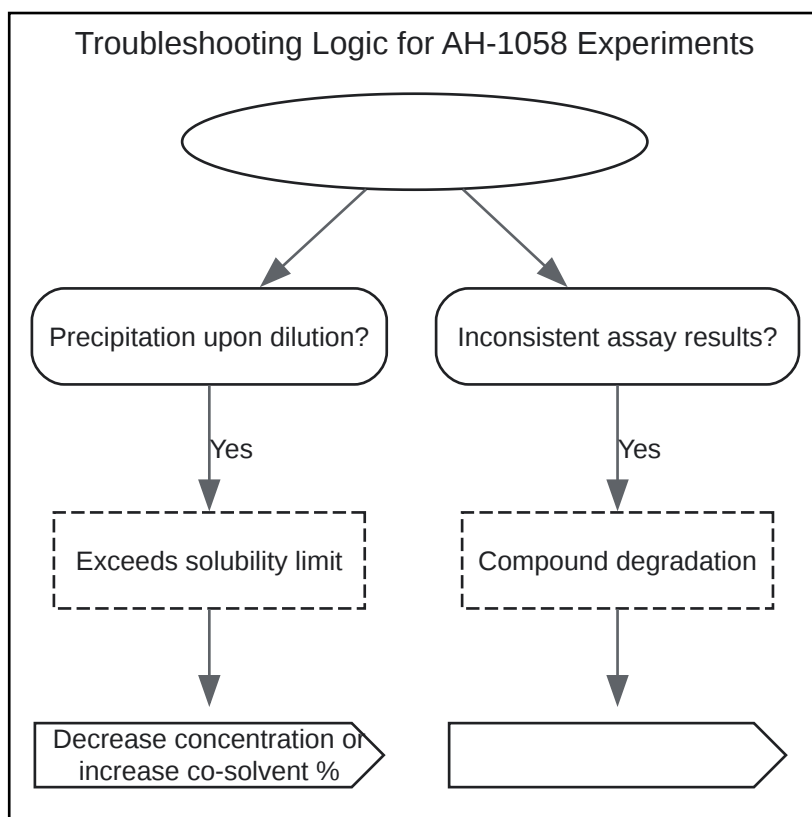 Troubleshooting Logic for AH-1058 Experiments
Precipitation upon dilution?
Inconsistent assay results?
Yes
Yes
Exceeds solubility limit
Compound degradation
Decrease concentration or
increase co-solvent %